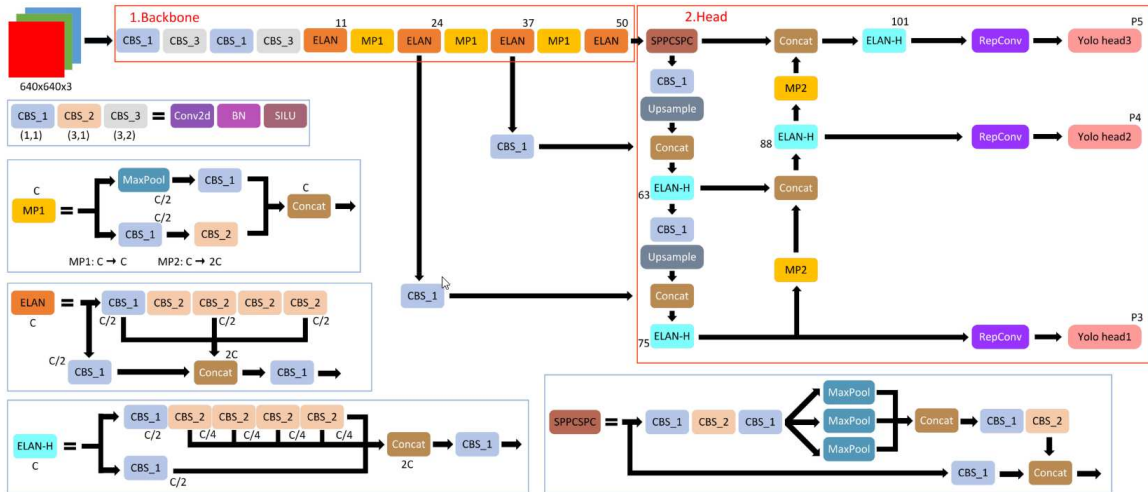 1.Backbone
2.Head
11
24
37
50
101
P5
CBS_1
CBS_3
CBS_1
CBS_3
ELAN
MP1
ELAN
MP1
ELAN
MP1
ELAN
SPPCSPC
Concat
ELAN-H
RepConv
Yolo head3
640x640x3
CBS_1
MP2
Upsample
P4
CBS_1
CBS_2
CBS_3
=
Conv2d
BN
SILU
(1,1)
(3,1)
(3,2)
CBS_1
Concat
88
ELAN-H
RepConv
Yolo head2
C
MP1
=
MaxPool
C/2
C/2
CBS_1
CBS_1
CBS_2
C
Concat
MP1: C → C
MP2: C → 2C
63
ELAN-H
Concat
CBS_1
Upsample
MP2
CBS_1
Concat
P3
75
ELAN-H
RepConv
Yolo head1
ELAN
=
C
CBS_1
CBS_2
CBS_2
CBS_2
CBS_2
C/2
C/2
C/2
C/2
CBS_1
2C
Concat
CBS_1
ELAN-H
=
C
CBS_1
CBS_2
CBS_2
CBS_2
CBS_2
C/2
C/4
C/4
C/4
C/4
CBS_1
C/2
Concat
2C
CBS_1
SPPCSPC
=
CBS_1
CBS_2
CBS_1
MaxPool
MaxPool
MaxPool
Concat
CBS_1
CBS_2
CBS_1
Concat